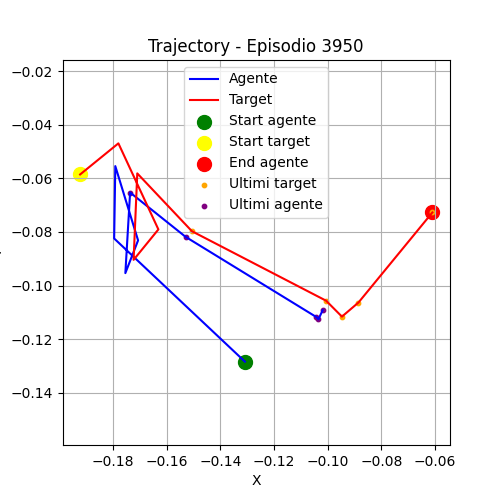 Trajectory - Episodio 3950
Agente
Target
Start agente
Start target
End agente
Ultimi target
Ultimi agente
−0.02
−0.04
−0.06
−0.08
−0.10
−0.12
−0.14
−0.18 −0.16 −0.14 −0.12 −0.10 −0.08 −0.06
X